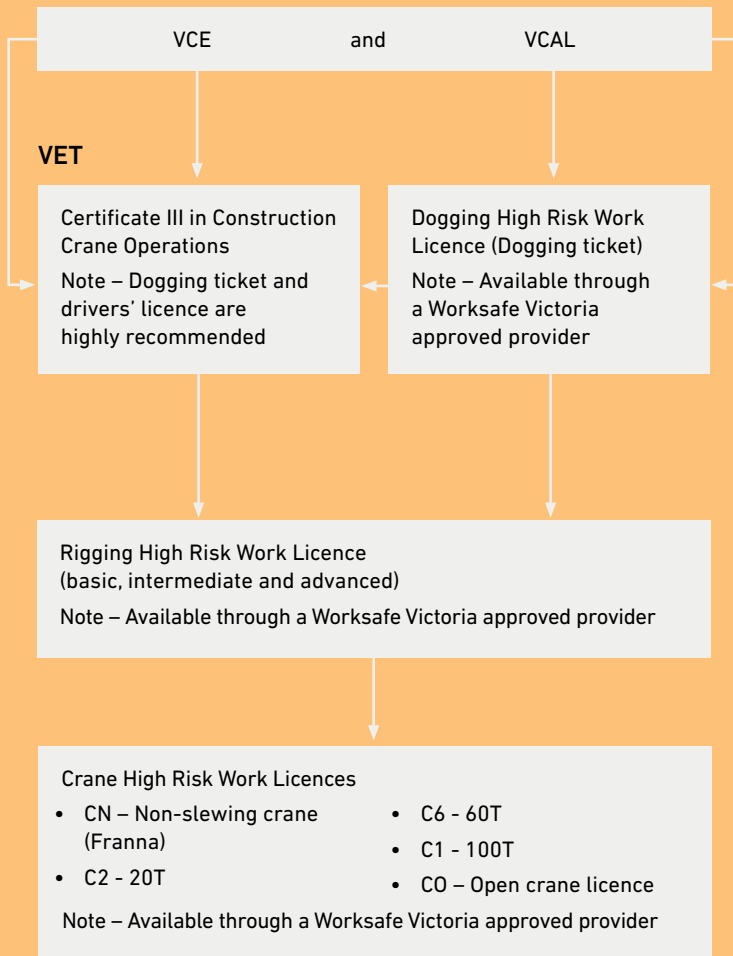 VCE and VCAL
VET
Certificate III in Construction
Crane Operations
Note – Dogging ticket and
drivers’ licence are
highly recommended
Dogging High Risk Work
Licence (Dogging ticket)
Note – Available through
a Worksafe Victoria
approved provider
Rigging High Risk Work Licence
(basic, intermediate and advanced)
Note – Available through a Worksafe Victoria approved provider
Crane High Risk Work Licences
• CN – Non-slewing crane
(Franna)
• C2 - 20T
• C6 - 60T
• C1 - 100T
• CO – Open crane licence
Note – Available through a Worksafe Victoria approved provider